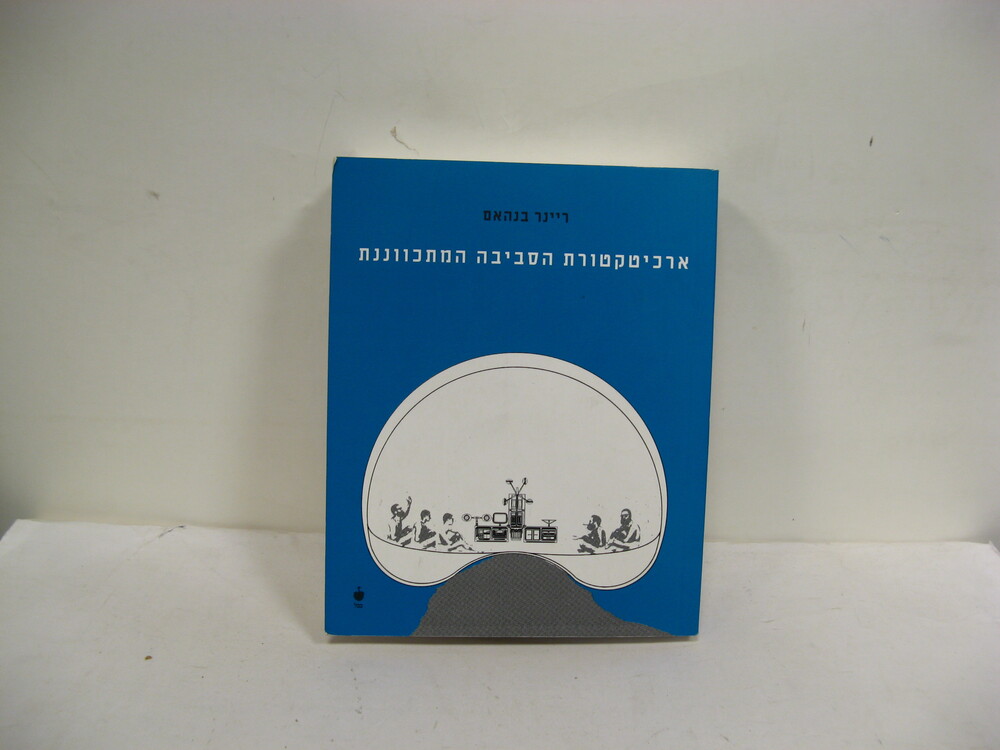 ריינר בנהאם
ארכיטקטורת הסביבה המתכווננת